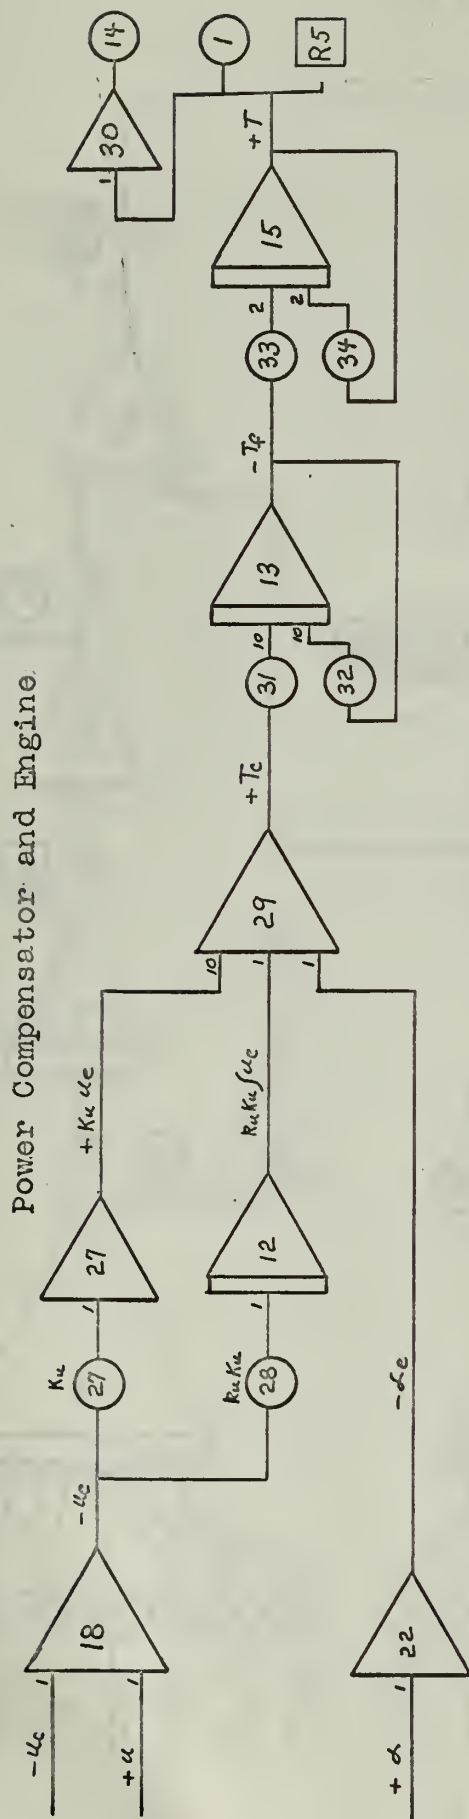 Power Compensator and Engine
-uc
+u
1
1
18
-uc
Ku
27
1
27
+Ku ue
KuKu
28
1
12
KuKu∫uc
+α
1
22
-αe
10
1
1
29
+Tc
31
10
10
32
13
-Tf
33
2
2
34
15
+T
1
30
14
1
R5